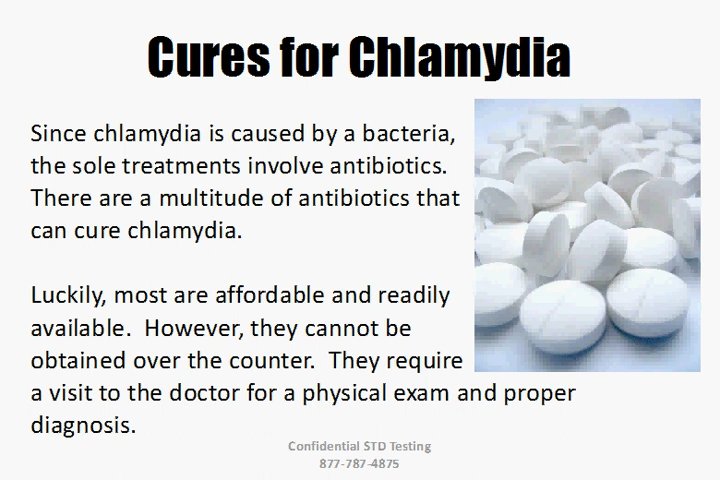 Cures for Chlamydia
Since chlamydia is caused by a bacteria,
the sole treatments involve antibiotics.
There are a multitude of antibiotics that
can cure chlamydia.
Luckily, most are affordable and readily
available.  However, they cannot be
obtained over the counter.  They require
a visit to the doctor for a physical exam and proper
diagnosis.
Confidential STD Testing
877-787-4875